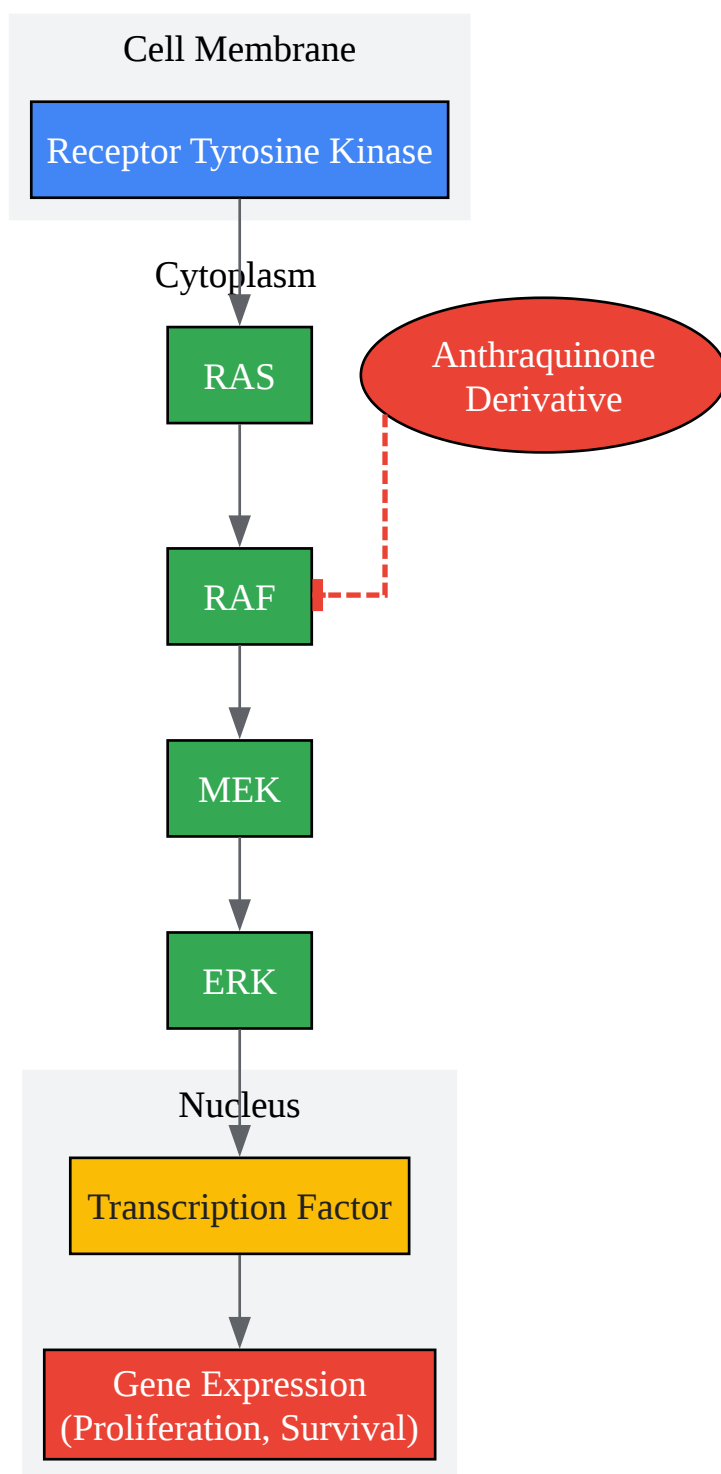 Cell Membrane
Receptor Tyrosine Kinase
Cytoplasm
RAS
Anthraquinone
Derivative
RAF
MEK
ERK
Nucleus
Transcription Factor
Gene Expression
(Proliferation, Survival)